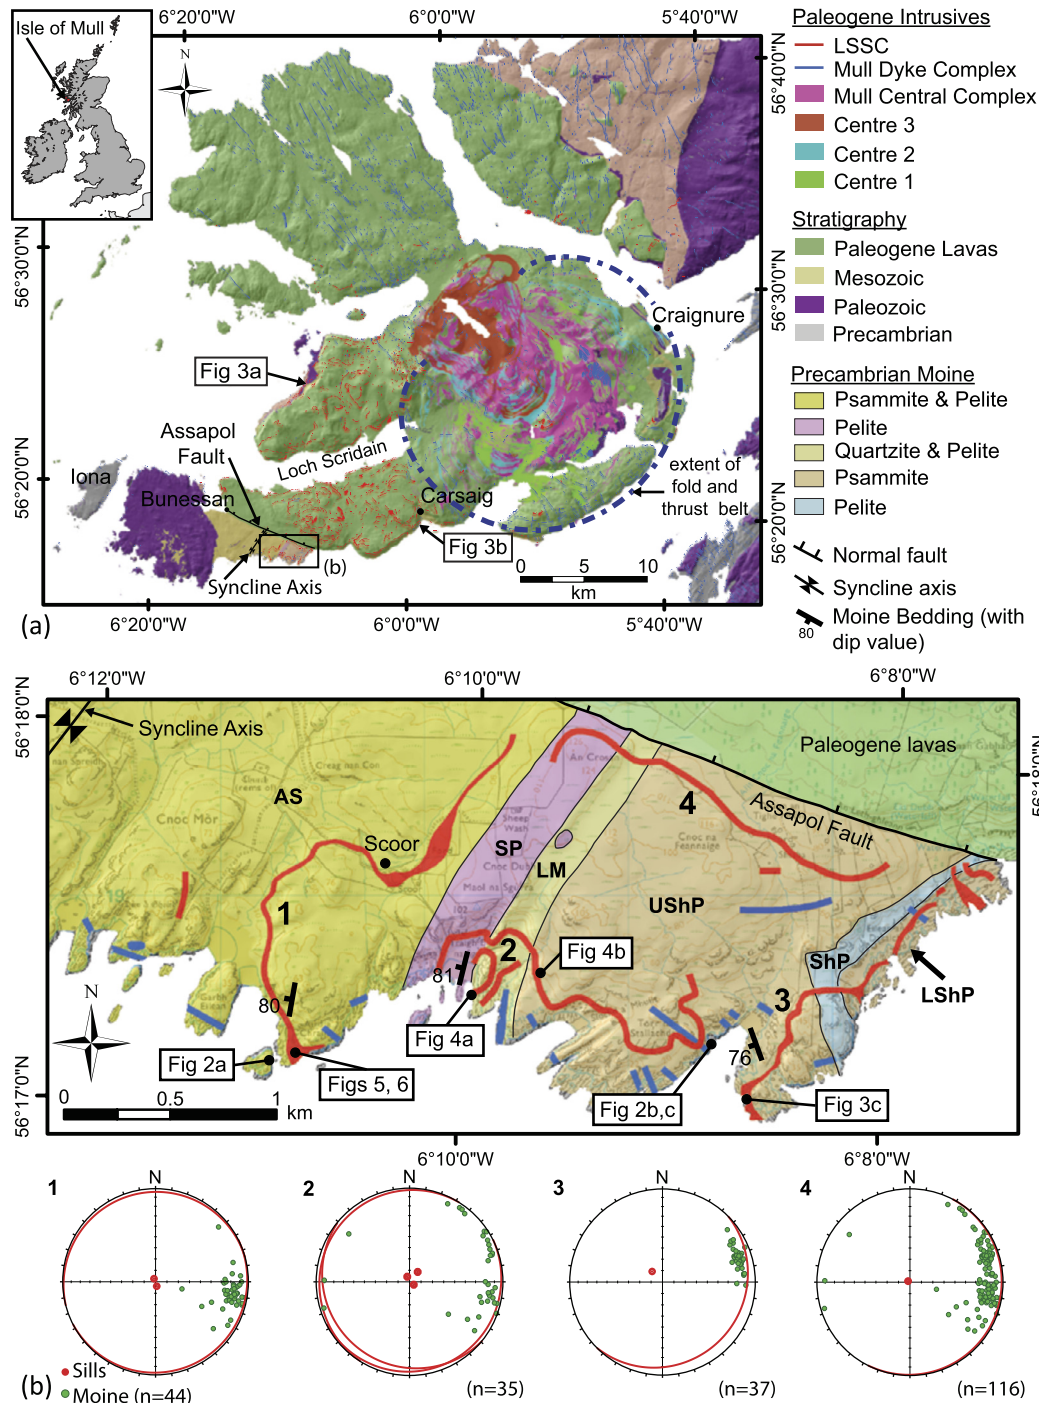 Isle of Mull
6°20'0"W
6°00'W
5°40'0"W
N
56°40'0"N
56°30'0"N
56°30'0"N
56°20'0"N
56°20'0"N
Craignure
Fig 3a
Assapol
Fault
Loch Scridain
Iona
Bunessan
Carsaig
extent of
fold and
thrust belt
Fig 3b
(b)
Syncline Axis
0 5 10
km
(a)
6°20'0"W
6°00'W
5°40'0"W
Paleogene Intrusives
LSSC
Mull Dyke Complex
Mull Central Complex
Centre 3
Centre 2
Centre 1
Stratigraphy
Paleogene Lavas
Mesozoic
Paleozoic
Precambrian
Precambrian Moine
Psammite & Pelite
Pelite
Quartzite & Pelite
Psammite
Pelite
Normal fault
Syncline axis
Moine Bedding (with
dip value)
80
6°12'0"W
6°10'0"W
6°8'0"W
56°18'0"N
56°18'0"N
56°17'0"N
Syncline Axis
Paleogene lavas
AS
Cnoc Mòr
Scoor
SP
LM
4
Assapol Fault
UShP
1
2
Fig 4b
ShP
3
LShP
81
80
76
N
Fig 4a
Fig 2a
Figs 5, 6
Fig 2b,c
Fig 3c
0 0.5 1
km
6°10'0"W
6°8'0"W
1 N
2 N
3 N
4 N
Sills
(b)
Moine (n=44)
(n=35)
(n=37)
(n=116)